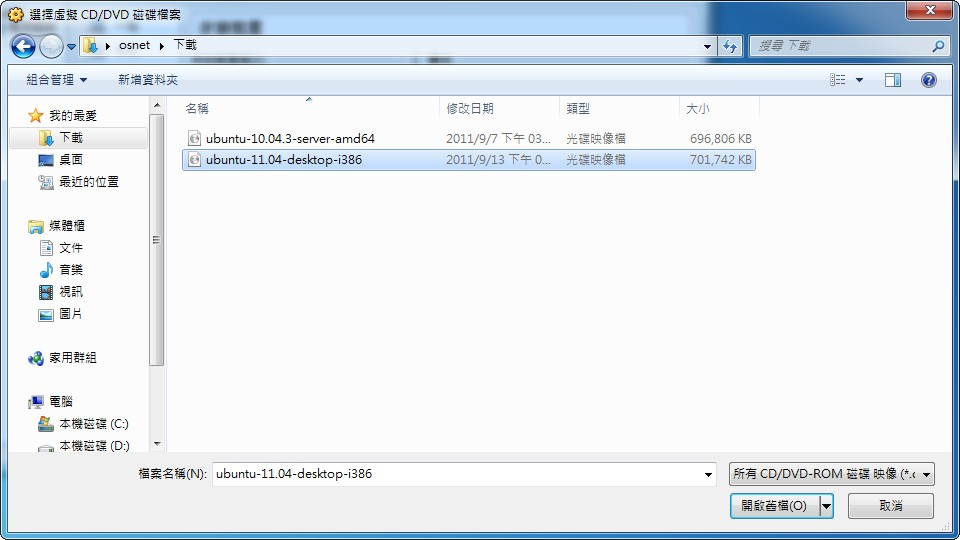 選擇虛擬 CD/DVD 磁碟檔案
osnet 下載
搜尋 下載
組合管理 新增資料夾
名稱 修改日期 類型 大小
我的最愛
下載
桌面
最近的位置
媒體櫃
文件
音樂
視訊
圖片
家用群組
電腦
本機磁碟 (C:)
本機磁碟 (D:)
ubuntu-10.04.3-server-amd64 2011/9/7 下午 03... 光碟映像檔 696,806 KB
ubuntu-11.04-desktop-i386 2011/9/13 下午 0... 光碟映像檔 701,742 KB
檔案名稱(N): ubuntu-11.04-desktop-i386 所有 CD/DVD-ROM 磁碟 映像 (*.c
開啟舊檔(O) 取消